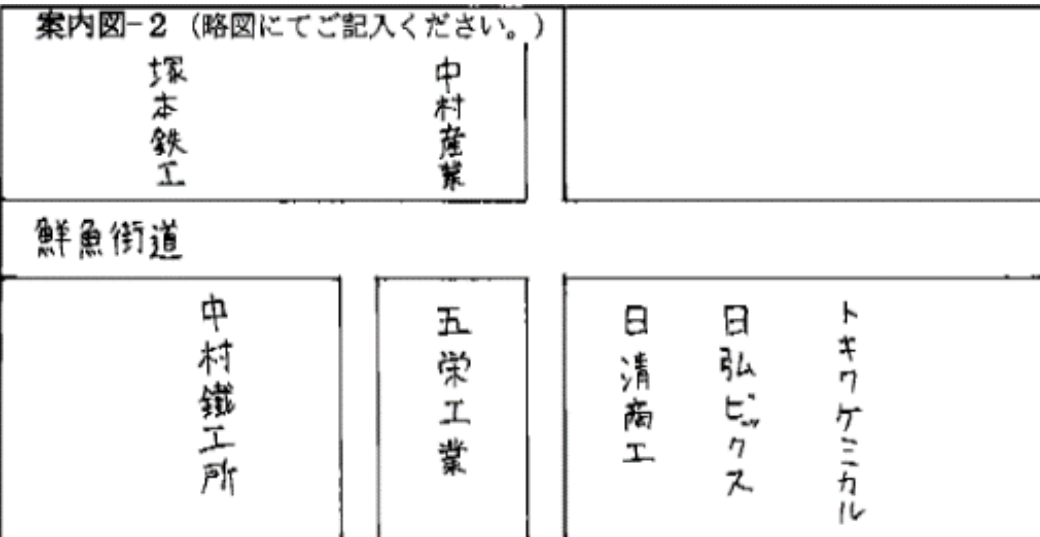 案内図-2 (略図にてご記入ください。)
塚本鉄工
中村産業
鮮魚街道
中村鐵工所
五栄工業
日清商工
日弘ビックス
トキワケミカル